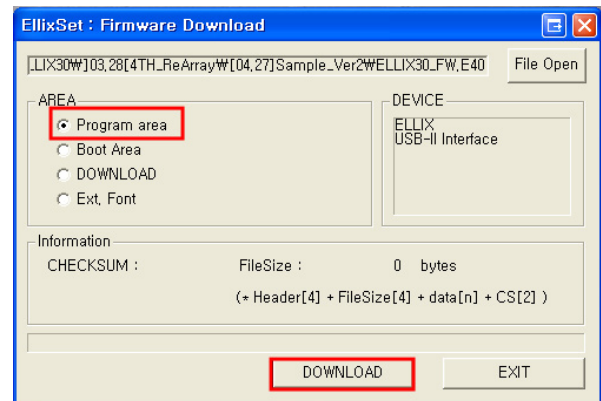 EllixSet : Firmware Download
_LIX30₩]03,28[4TH_ReArray₩[04,27]Sample_Ver2₩ELLIX30_FW,E40
File Open
AREA
Program area
Boot Area
DOWNLOAD
Ext, Font
DEVICE
ELLIX
USB-II Interface
Information
CHECKSUM :
FileSize :
0 bytes
(* Header[4] + FileSize[4] + data[n] + CS[2] )
DOWNLOAD
EXIT